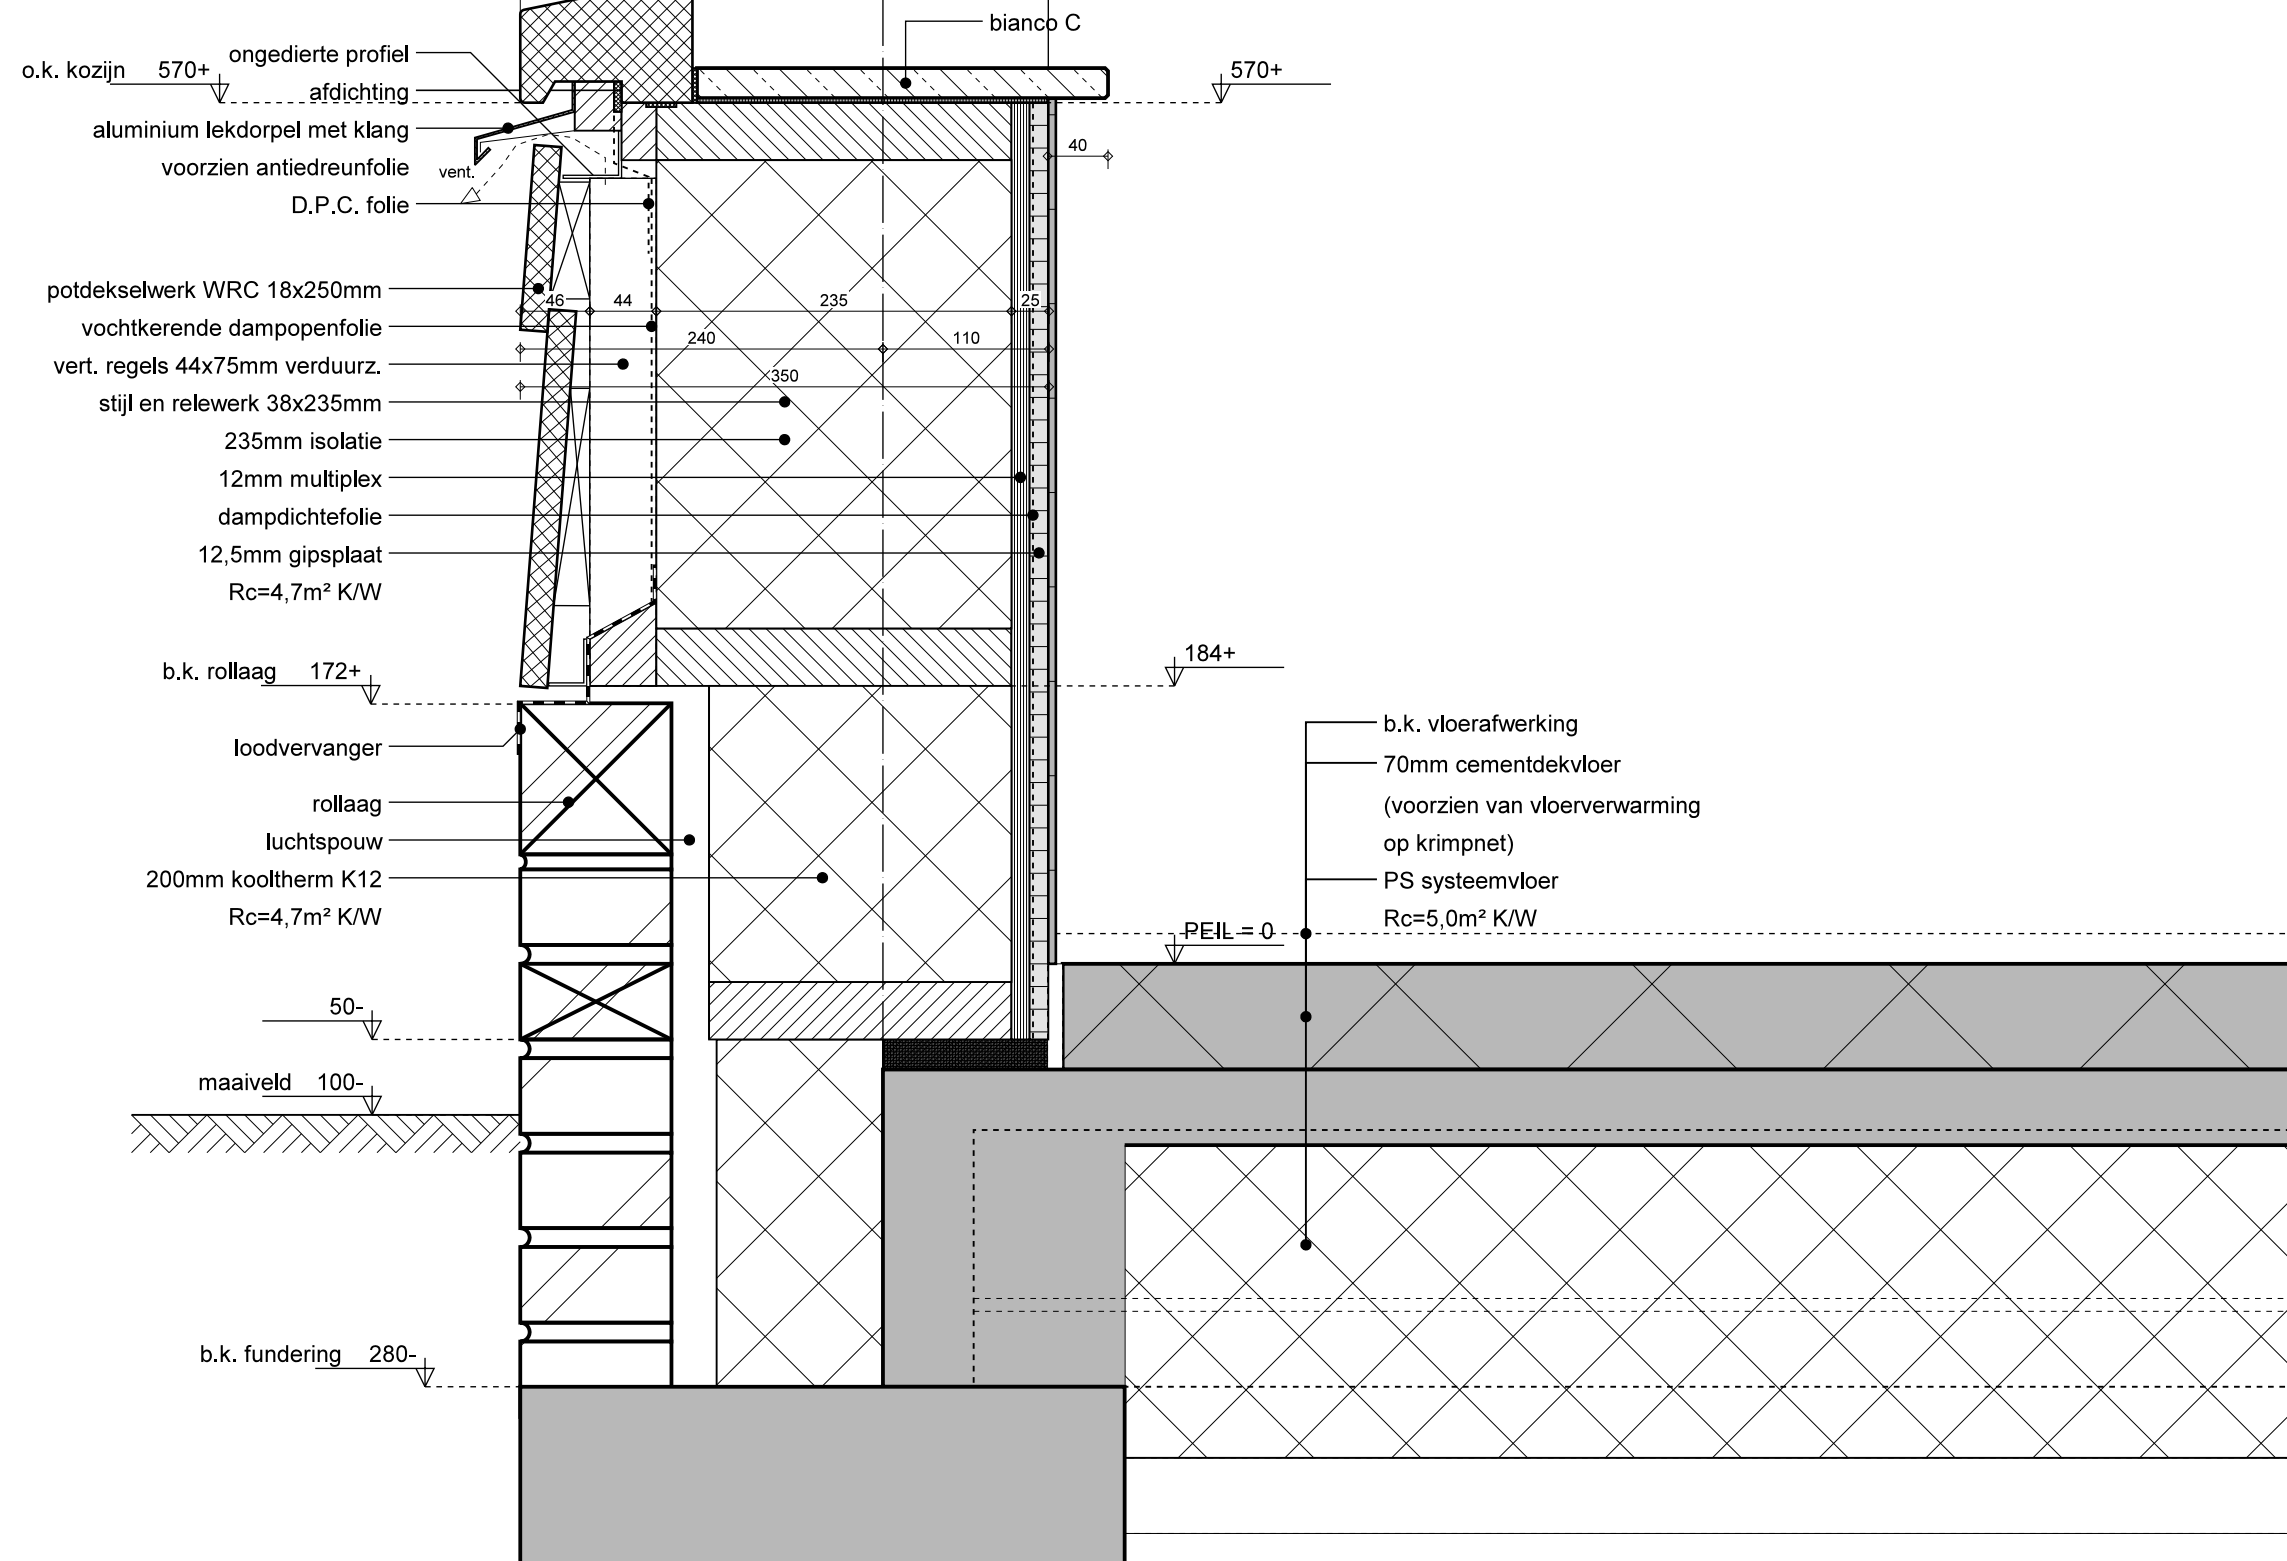 bianco C
ongedierte profiel
o.k. kozijn 570+
570+
afdichting
aluminium lekdorpel met klang
40
voorzien antiedreunfolie
vent.
D.P.C. folie
potdekselwerk WRC 18x250mm
46 44 235 25
vochtkerende dampopenfolie
240 110
vert. regels 44x75mm verduurz.
350
stijl en relewerk 38x235mm
235mm isolatie
12mm multiplex
dampdichtefolie
12,5mm gipsplaat
Rc=4,7m² K/W
b.k. rollaag 172+
184+
loodvervanger
rollaag
luchtspouw
200mm kooltherm K12
Rc=4,7m² K/W
b.k. vloerafwerking
70mm cementdekvloer
(voorzien van vloerverwarming
op krimpnet)
PS systeemvloer
Rc=5,0m² K/W
PEIL = 0
50-
maaiveld 100-
b.k. fundering 280-